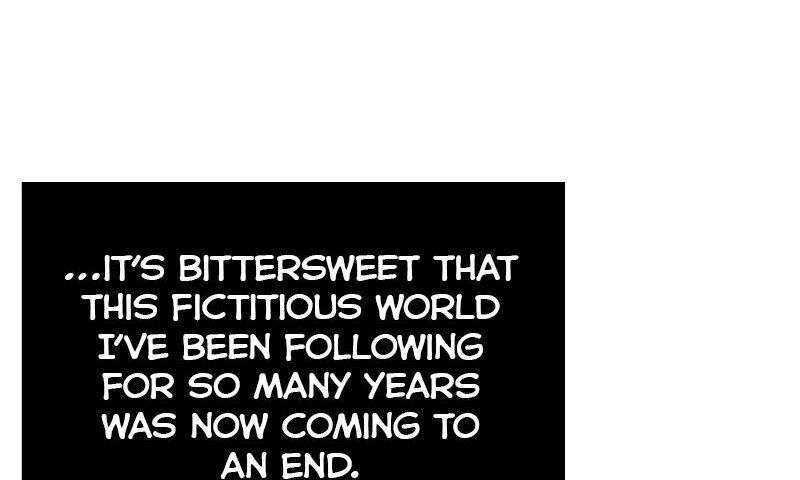 ...IT'S BITTERSWEET THAT
THIS FICTITIOUS WORLD
I'VE BEEN FOLLOWING
FOR SO MANY YEARS
WAS NOW COMING TO
AN END.